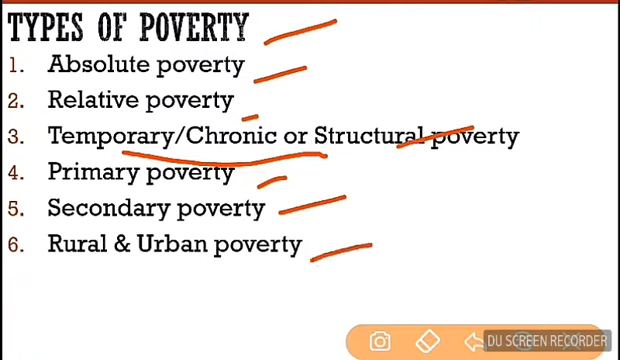 TYPES OF POVERTY
1. Absolute poverty
2. Relative poverty
3. Temporary/Chronic or Structural poverty
4. Primary poverty
5. Secondary poverty
6. Rural & Urban poverty
DU SCREEN RECORDER